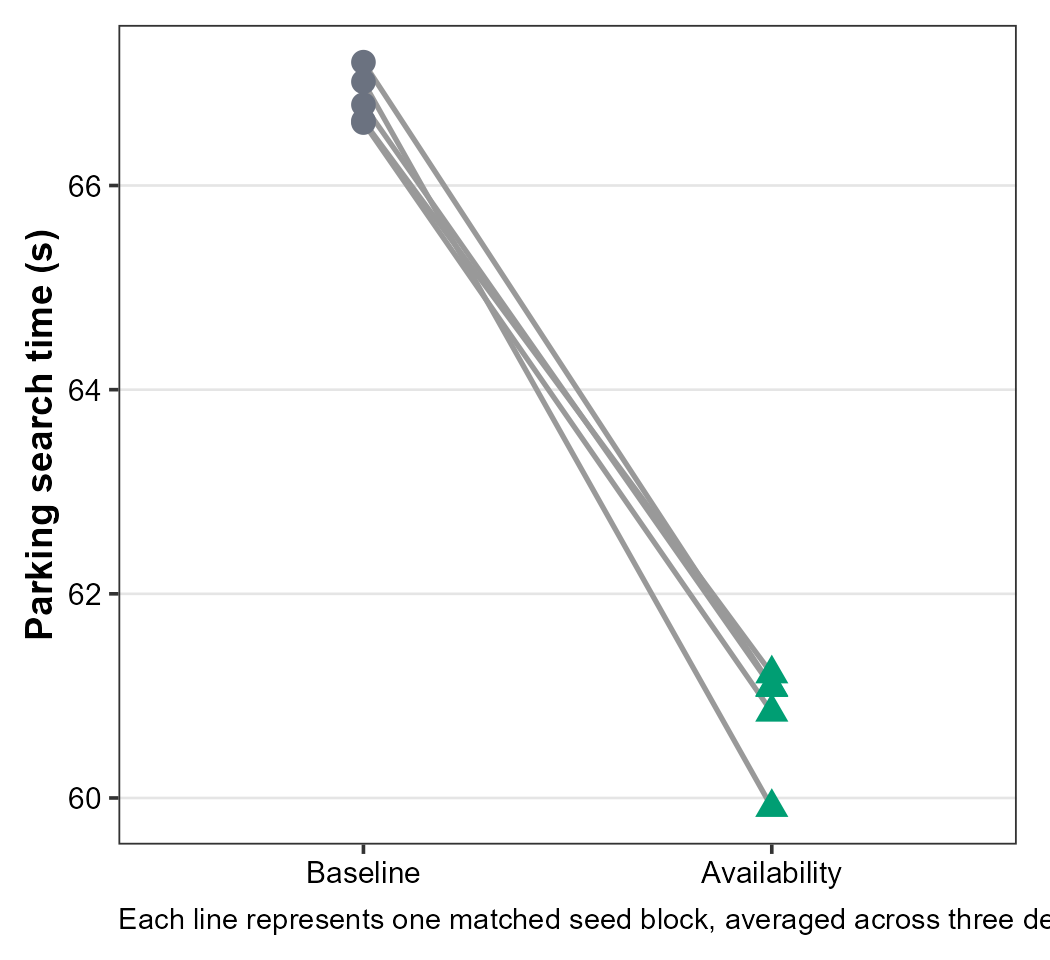 Parking search time (s)
66
64
62
60
Baseline Availability
Each line represents one matched seed block, averaged across three